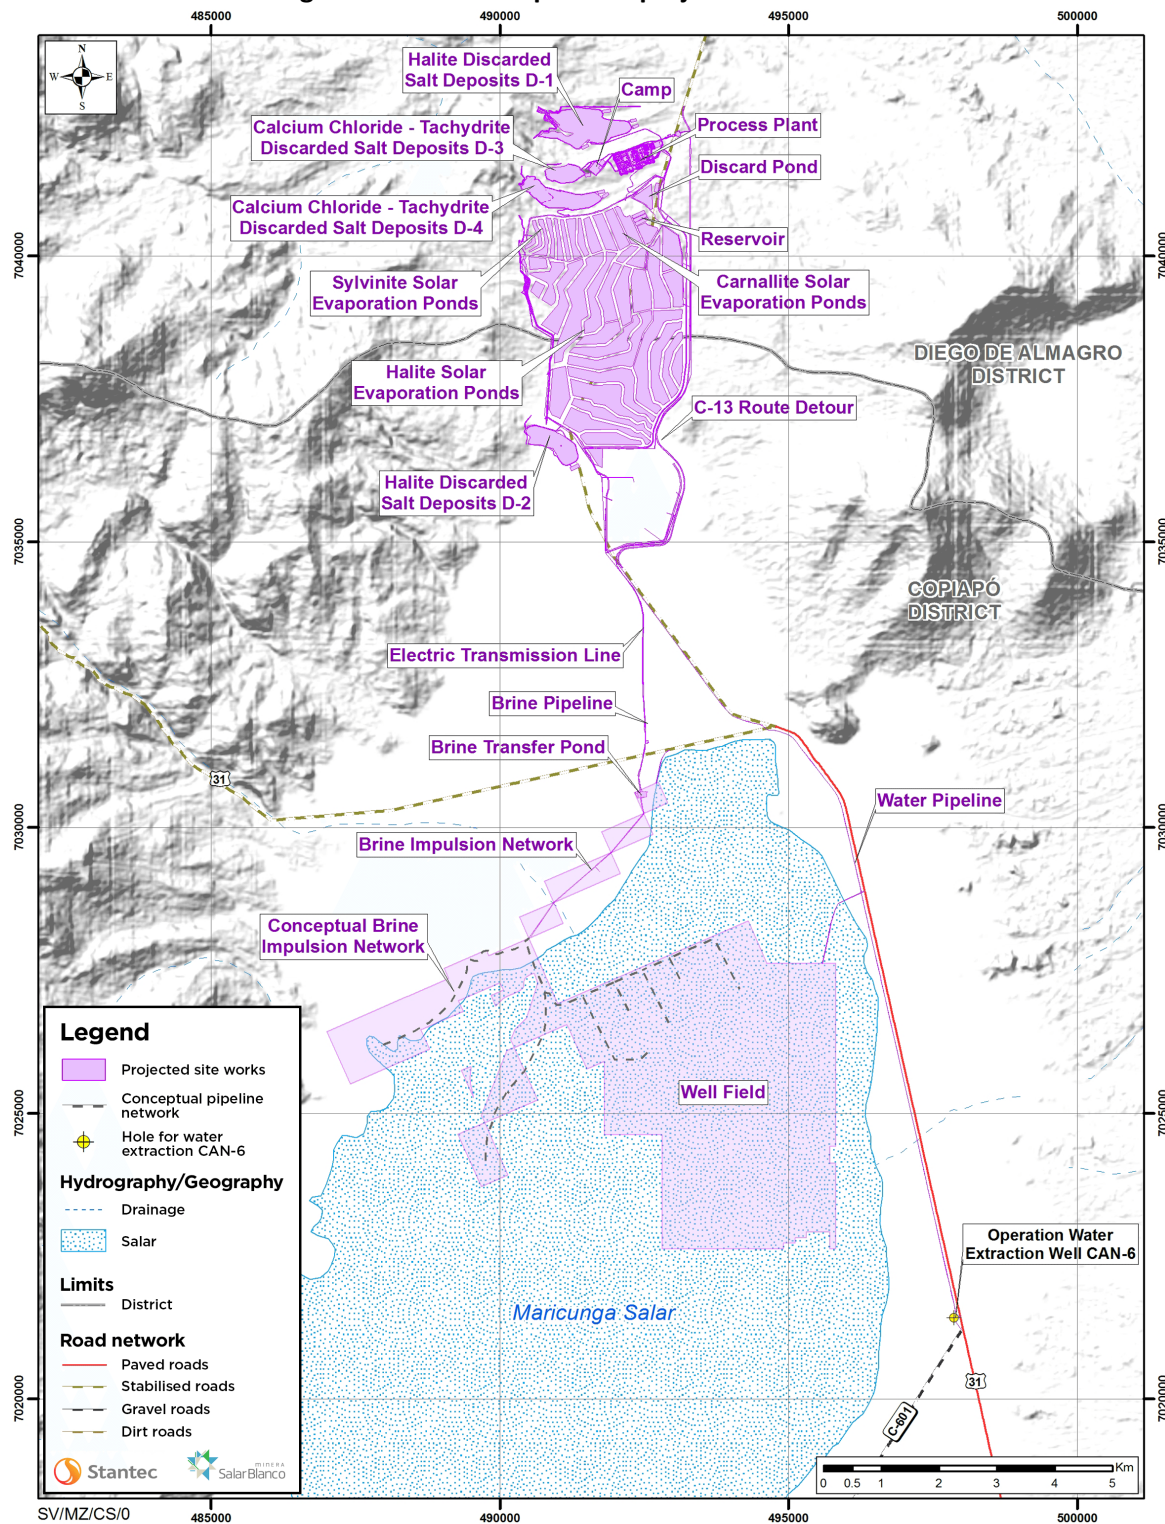 485000
490000
495000
500000
N
W
E
S
Halite Discarded
Salt Deposits D-1
Camp
Calcium Chloride - Tachydrite
Discarded Salt Deposits D-3
Process Plant
Discard Pond
Calcium Chloride - Tachydrite
Discarded Salt Deposits D-4
Reservoir
7040000
7040000
Sylvinite Solar
Evaporation Ponds
Carnallite Solar
Evaporation Ponds
DIEGO DE ALMAGRO
DISTRICT
Halite Solar
Evaporation Ponds
C-13 Route Detour
Halite Discarded
Salt Deposits D-2
7035000
7035000
COPIAPÓ
DISTRICT
Electric Transmission Line
Brine Pipeline
Brine Transfer Pond
31
Water Pipeline
7030000
7030000
Brine Impulsion Network
Conceptual Brine
Impulsion Network
Well Field
7025000
7025000
Legend
Projected site works
Conceptual pipeline
network
Hole for water
extraction CAN-6
Hydrography/Geography
Drainage
Salar
Limits
District
Road network
Paved roads
Stabilised roads
Gravel roads
Dirt roads
Stantec
MINERA
SalarBlanco
Operation Water
Extraction Well CAN-6
Maricunga Salar
31
C-601
7020000
7020000
0 0.5 1 2 3 4 5 Km
485000
490000
495000
500000
SV/MZ/CS/0